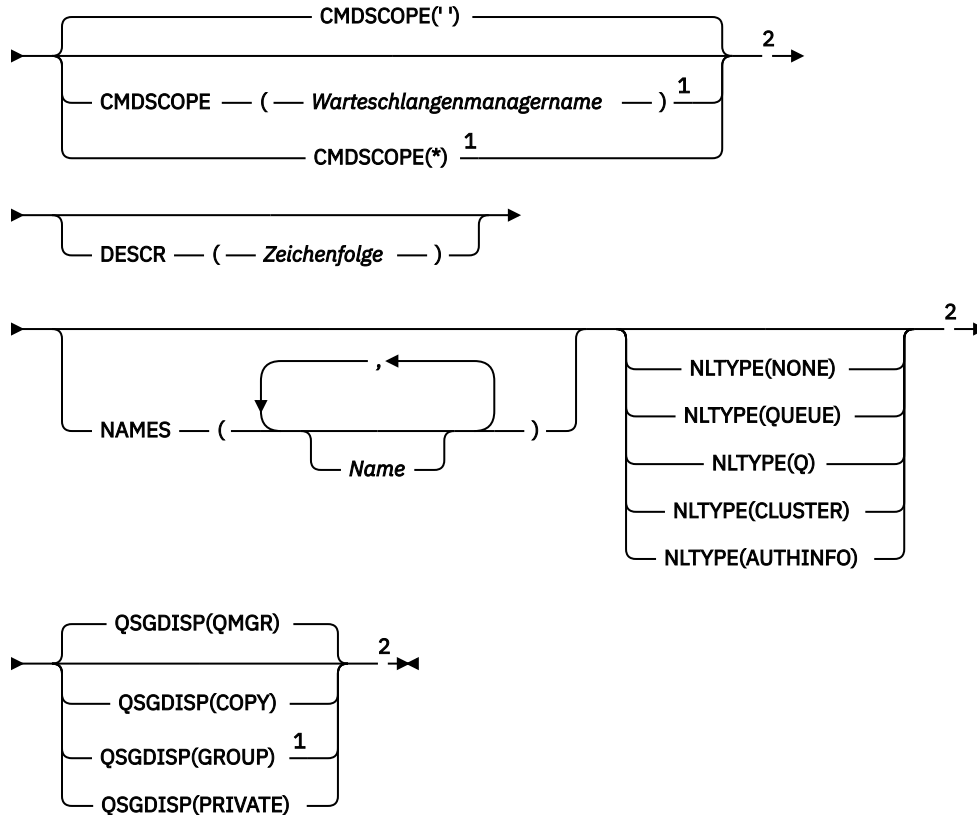 CMDSCOPE(' ')
2
CMDSCOPE ( Warteschlangenmanagername ) 1
CMDSCOPE(*) 1
DESCR ( Zeichenfolge )
2
,
NLTYPE(NONE)
NLTYPE(QUEUE)
NAMES ( )
Name
NLTYPE(Q)
NLTYPE(CLUSTER)
NLTYPE(AUTHINFO)
QSGDISP(QMGR)
2
QSGDISP(COPY)
QSGDISP(GROUP) 1
QSGDISP(PRIVATE)